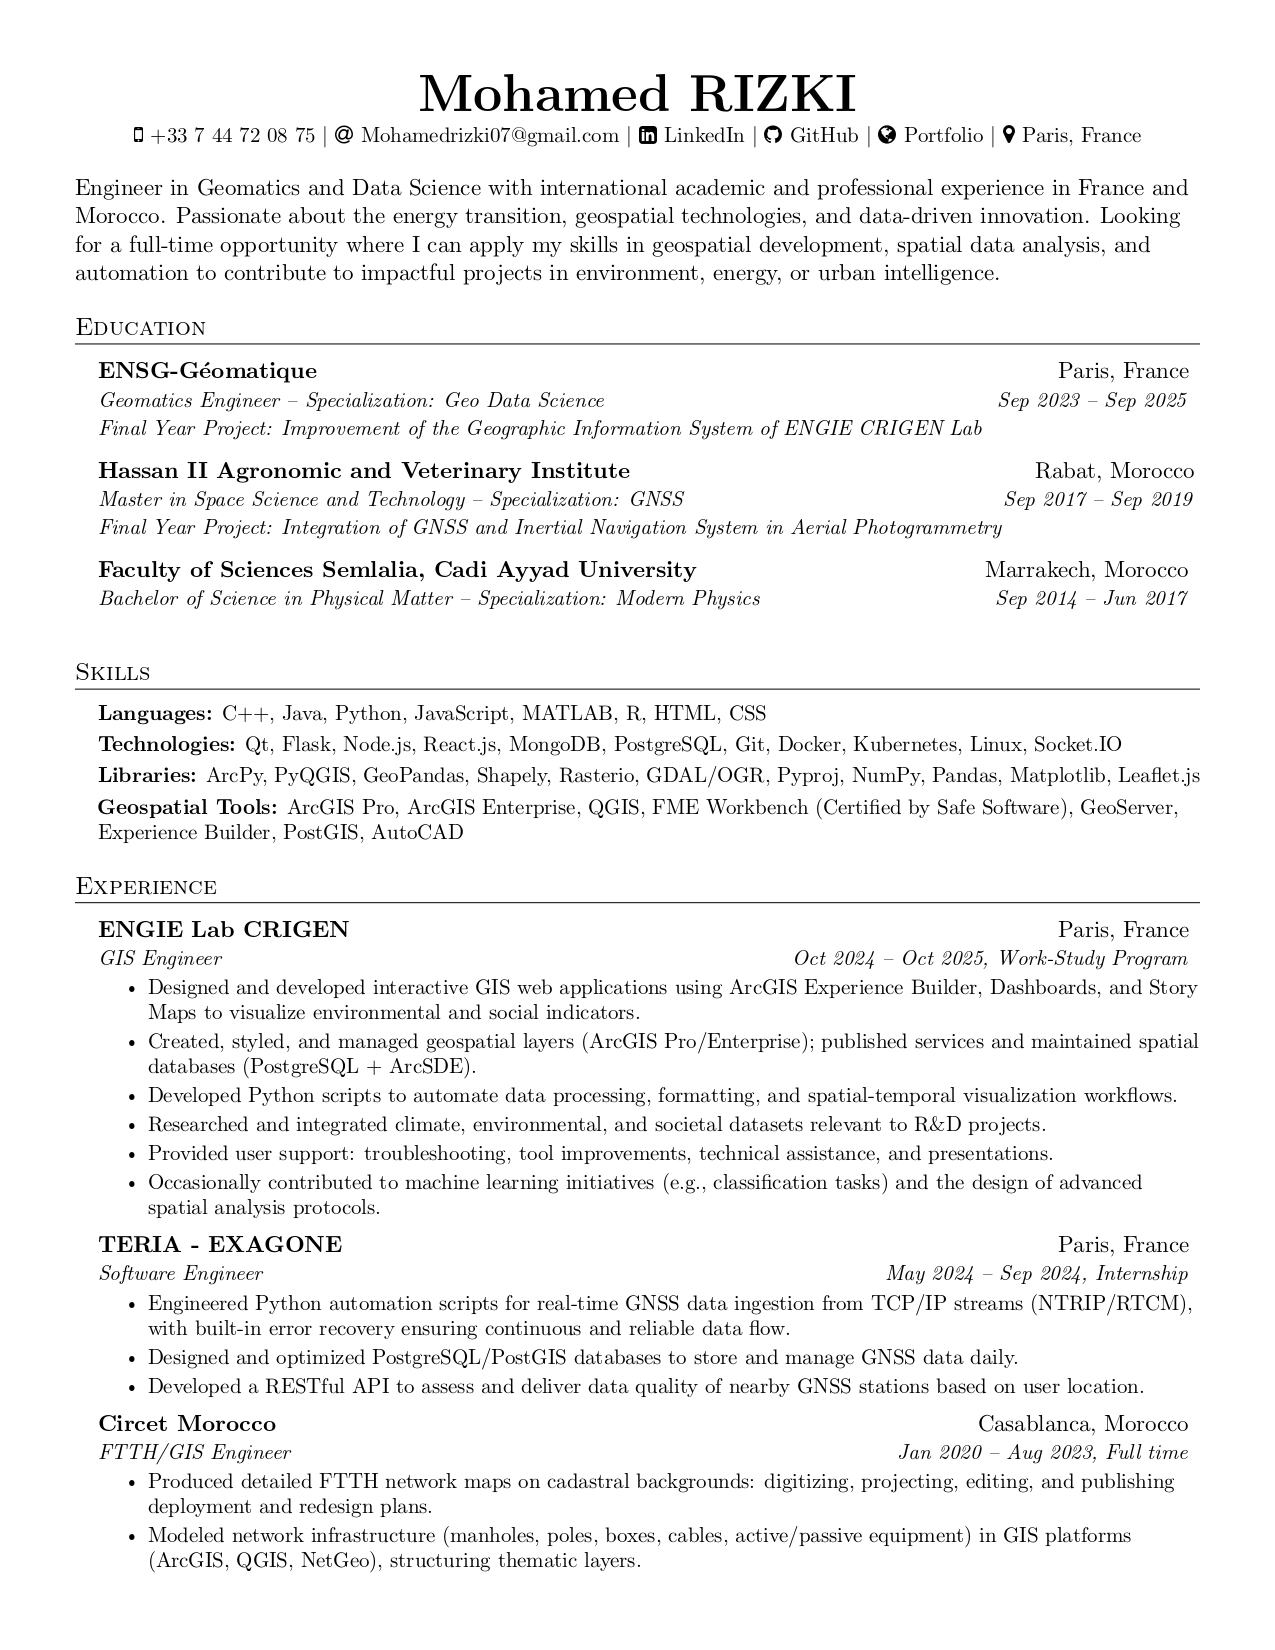 Mohamed RIZKI
+33 7 44 72 08 75 | Mohamedrizki07@gmail.com | LinkedIn | GitHub | Portfolio | Paris, France
Engineer in Geomatics and Data Science with international academic and professional experience in France and
Morocco. Passionate about the energy transition, geospatial technologies, and data-driven innovation. Looking
for a full-time opportunity where I can apply my skills in geospatial development, spatial data analysis, and
automation to contribute to impactful projects in environment, energy, or urban intelligence.
Education
ENSG-Géomatique Paris, France
Geomatics Engineer – Specialization: Geo Data Science Sep 2023 – Sep 2025
Final Year Project: Improvement of the Geographic Information System of ENGIE CRIGEN Lab
Hassan II Agronomic and Veterinary Institute Rabat, Morocco
Master in Space Science and Technology – Specialization: GNSS Sep 2017 – Sep 2019
Final Year Project: Integration of GNSS and Inertial Navigation System in Aerial Photogrammetry
Faculty of Sciences Semlalia, Cadi Ayyad University Marrakech, Morocco
Bachelor of Science in Physical Matter – Specialization: Modern Physics Sep 2014 – Jun 2017
Skills
Languages: C++, Java, Python, JavaScript, MATLAB, R, HTML, CSS
Technologies: Qt, Flask, Node.js, React.js, MongoDB, PostgreSQL, Git, Docker, Kubernetes, Linux, Socket.IO
Libraries: ArcPy, PyQGIS, GeoPandas, Shapely, Rasterio, GDAL/OGR, Pyproj, NumPy, Pandas, Matplotlib, Leaflet.js
Geospatial Tools: ArcGIS Pro, ArcGIS Enterprise, QGIS, FME Workbench (Certified by Safe Software), GeoServer,
Experience Builder, PostGIS, AutoCAD
Experience
ENGIE Lab CRIGEN Paris, France
GIS Engineer Oct 2024 – Oct 2025, Work-Study Program
• Designed and developed interactive GIS web applications using ArcGIS Experience Builder, Dashboards, and Story
Maps to visualize environmental and social indicators.
• Created, styled, and managed geospatial layers (ArcGIS Pro/Enterprise); published services and maintained spatial
databases (PostgreSQL + ArcSDE).
• Developed Python scripts to automate data processing, formatting, and spatial-temporal visualization workflows.
• Researched and integrated climate, environmental, and societal datasets relevant to R&D projects.
• Provided user support: troubleshooting, tool improvements, technical assistance, and presentations.
• Occasionally contributed to machine learning initiatives (e.g., classification tasks) and the design of advanced
spatial analysis protocols.
TERIA - EXAGONE Paris, France
Software Engineer May 2024 – Sep 2024, Internship
• Engineered Python automation scripts for real-time GNSS data ingestion from TCP/IP streams (NTRIP/RTCM),
with built-in error recovery ensuring continuous and reliable data flow.
• Designed and optimized PostgreSQL/PostGIS databases to store and manage GNSS data daily.
• Developed a RESTful API to assess and deliver data quality of nearby GNSS stations based on user location.
Circet Morocco Casablanca, Morocco
FTTH/GIS Engineer Jan 2020 – Aug 2023, Full time
• Produced detailed FTTH network maps on cadastral backgrounds: digitizing, projecting, editing, and publishing
deployment and redesign plans.
• Modeled network infrastructure (manholes, poles, boxes, cables, active/passive equipment) in GIS platforms
(ArcGIS, QGIS, NetGeo), structuring thematic layers.